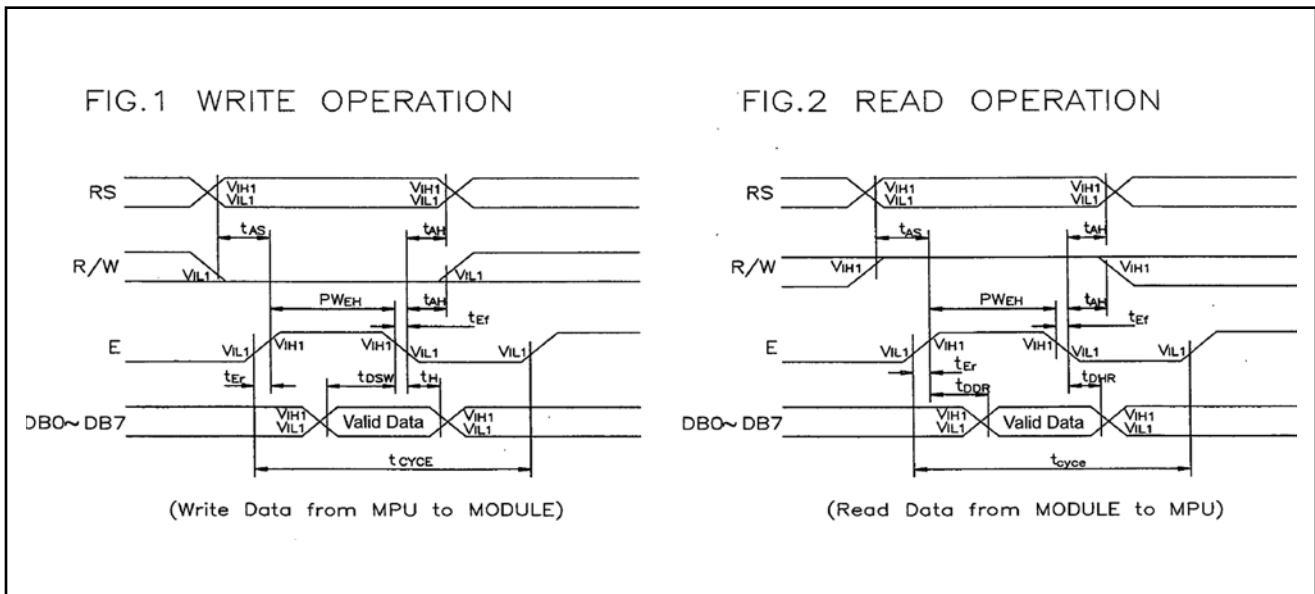 FIG.1 WRITE OPERATION
RS
VIH1
VIL1
VIH1
VIL1
tAS
tAH
R/W
VIL1
VIL1
PWEH
tAH
tEf
E
VIL1
VIH1
VIH1
VIL1
VIL1
tEr
tDSW
tH
DB0~DB7
VIH1
VIL1
Valid Data
VIH1
VIL1
tCYCE
(Write Data from MPU to MODULE)
FIG.2 READ OPERATION
RS
VIH1
VIL1
VIH1
VIL1
tAS
tAH
R/W
VIH1
VIH1
PWEH
tAH
tEf
E
VIL1
VIH1
VIH1
VIL1
VIL1
tEr
tDDR
tDHR
DB0~DB7
VIH1
VIL1
Valid Data
VIH1
VIL1
tcyce
(Read Data from MODULE to MPU)